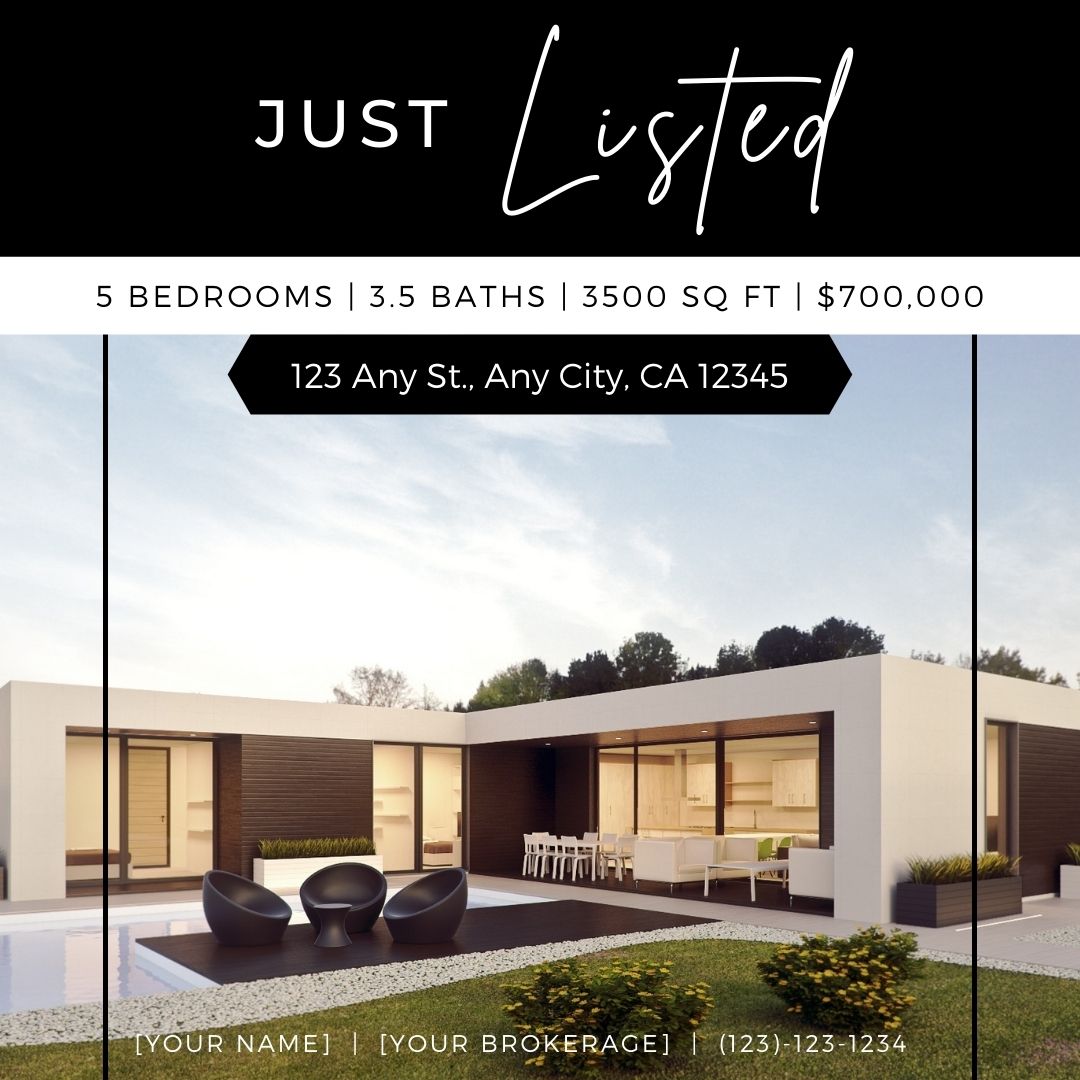 JUST Listed
5 BEDROOMS | 3.5 BATHS | 3500 SQ FT | $700,000
123 Any St., Any City, CA 12345
[YOUR NAME] | [YOUR BROKERAGE] | (123)-123-1234